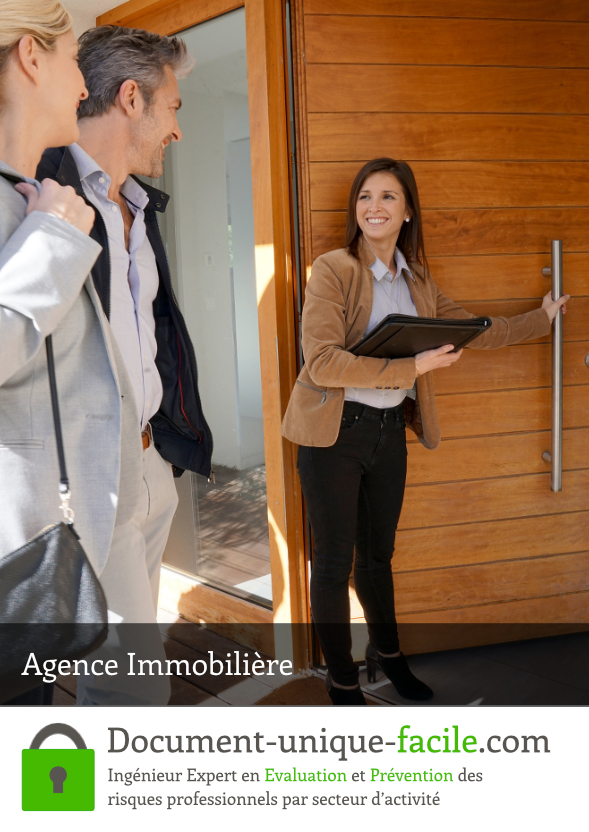 Agence Immobilière
Document-unique-facile.com
Ingénieur Expert en Evaluation et Prévention des
risques professionnels par secteur d'activité